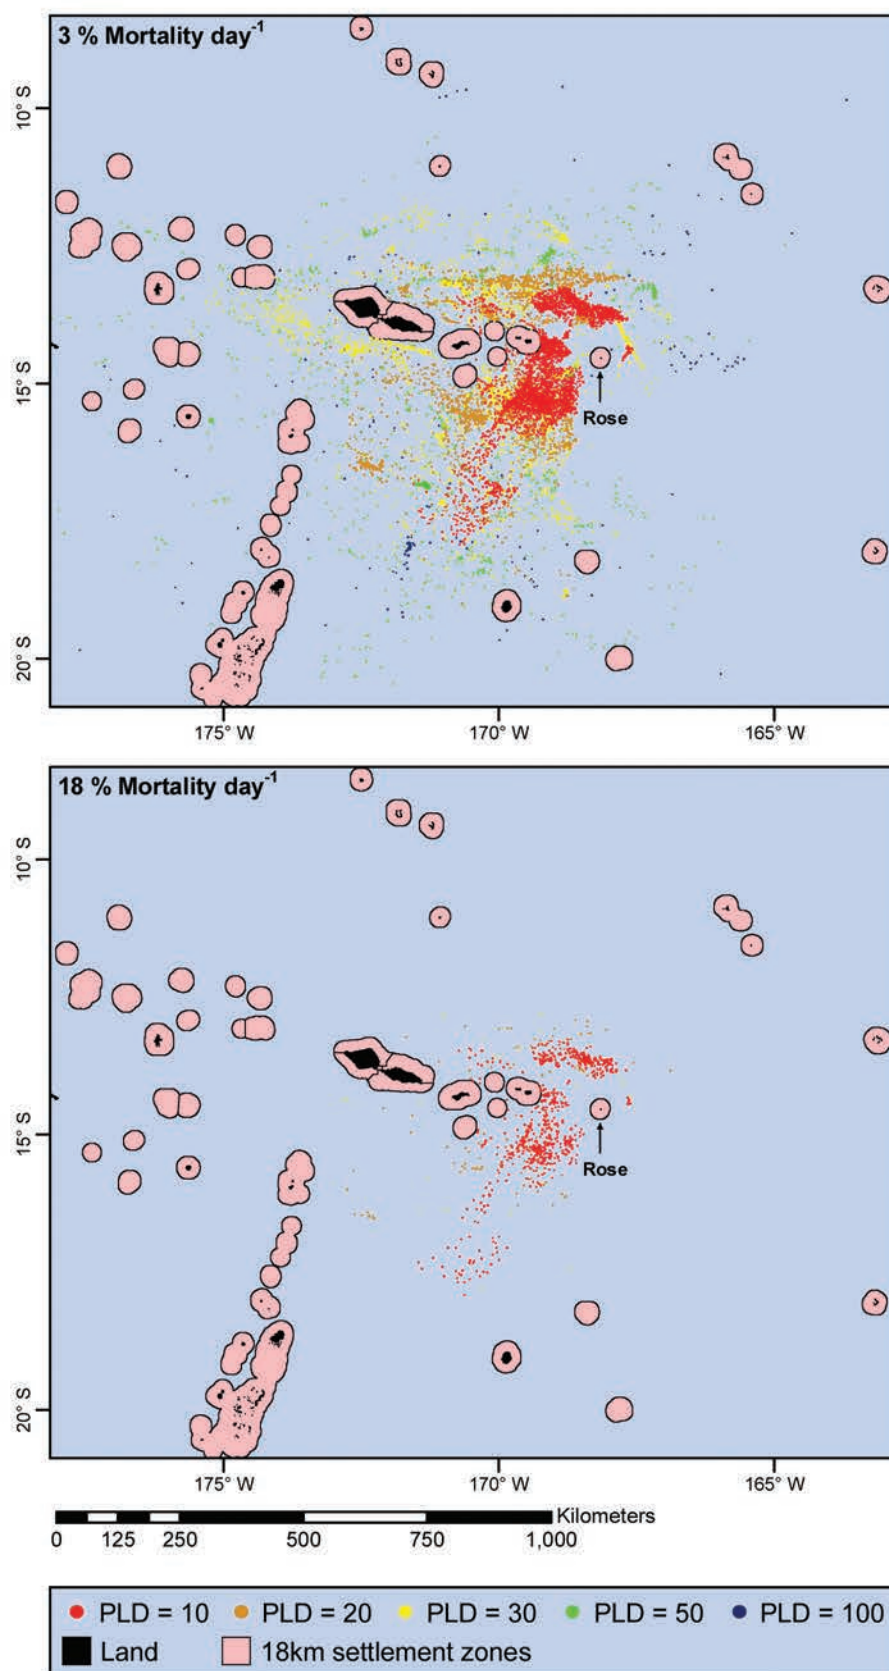 3 % Mortality day-1
10° S
15° S
20° S
Rose
175° W 170° W 165° W
18 % Mortality day-1
10° S
15° S
20° S
Rose
175° W 170° W 165° W
Kilometers
0 125 250 500 750 1,000
PLD = 10 PLD = 20 PLD = 30 PLD = 50 PLD = 100
Land 18km settlement zones